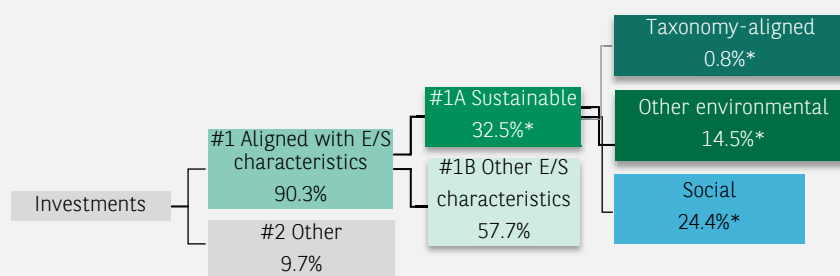 Investments
#1 Aligned with E/S
characteristics
90.3%
#2 Other
9.7%
#1A Sustainable
32.5%*
#1B Other E/S
characteristics
57.7%
Taxonomy-aligned
0.8%*
Other environmental
14.5%*
Social
24.4%*